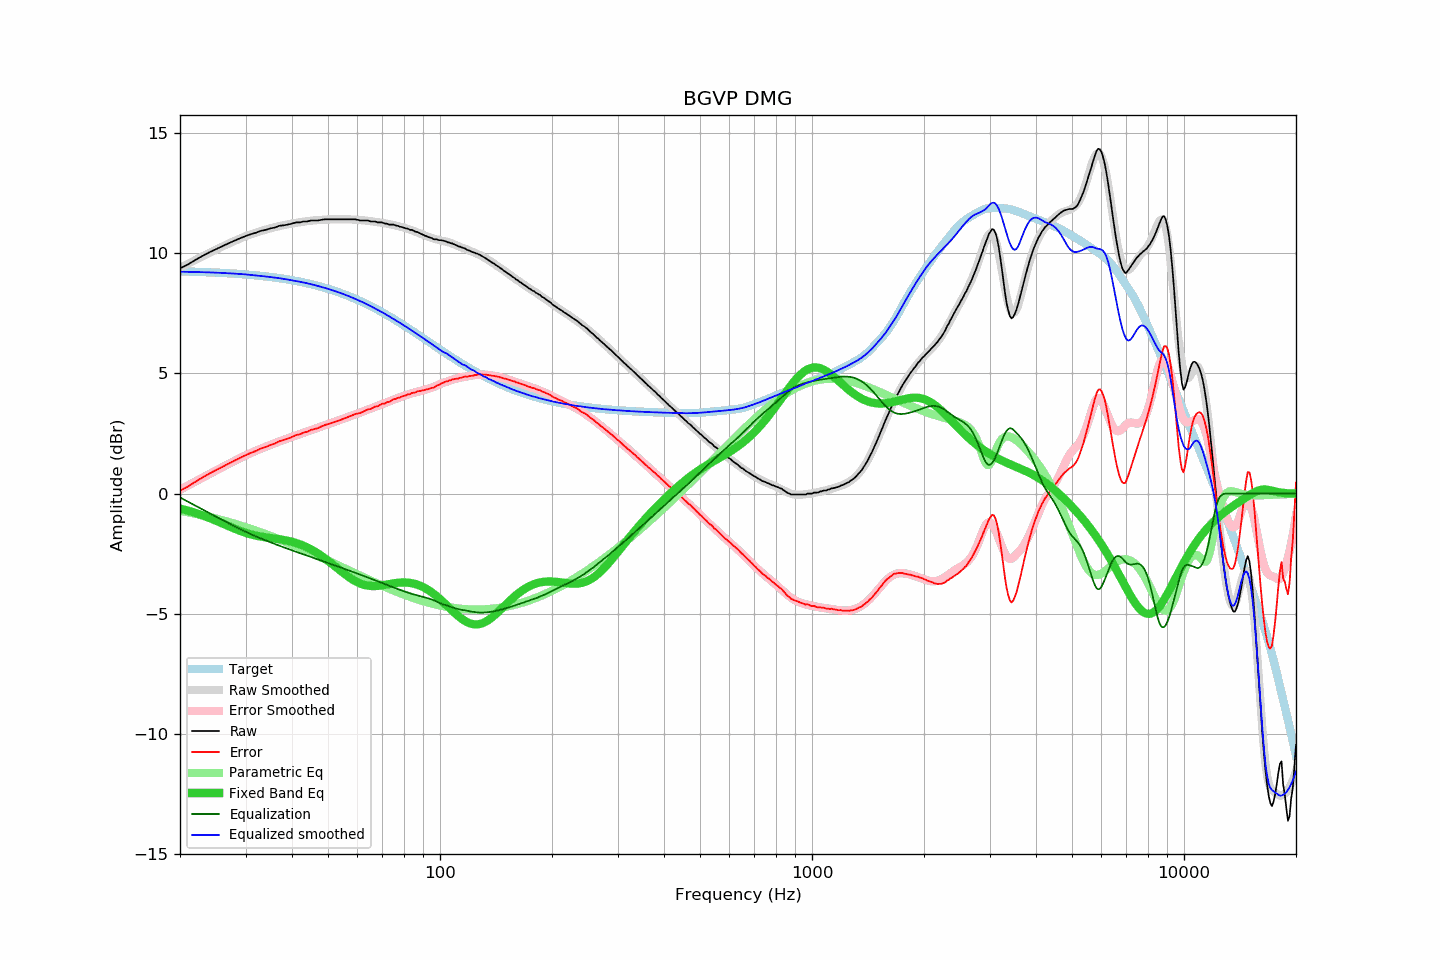 BGVP DMG
15
10
5
0
−5
−10
−15
Amplitude (dBr)
Target
Raw Smoothed
Error Smoothed
Raw
Error
Parametric Eq
Fixed Band Eq
Equalization
Equalized smoothed
100
1000
10000
Frequency (Hz)